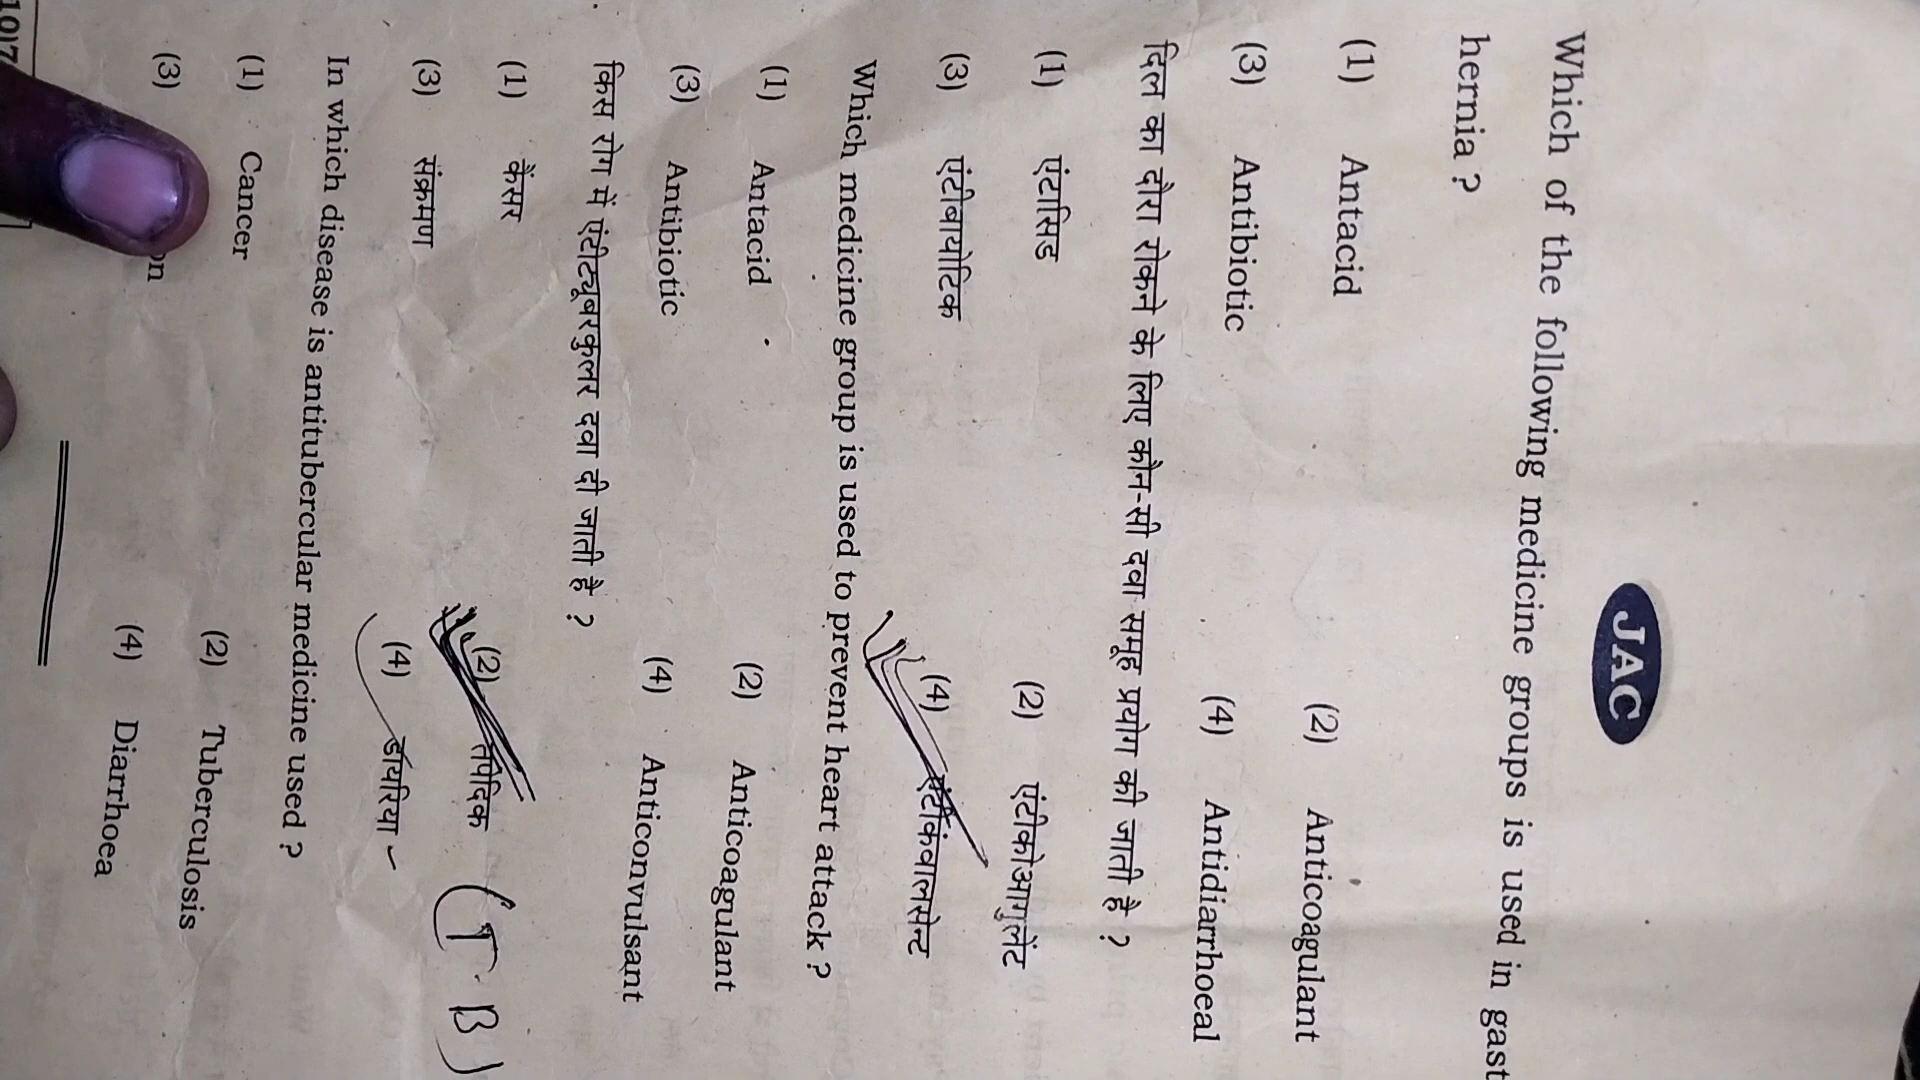 JAC
Which of the following medicine groups is used in gast
hernia ?
(1) Antacid (2) Anticoagulant
(3) Antibiotic (4) Antidiarrhoeal
दिल का दौरा रोकने के लिए कौन-सी दवा समूह प्रयोग की जाती है ?
(1) एंटासिड (2) एंटीकोआगुलेंट
(3) एंटीबायोटिक (4) एंटीकंवालसेन्ट
Which medicine group is used to prevent heart attack ?
(1) Antacid (2) Anticoagulant
(3) Antibiotic (4) Anticonvulsant
किस रोग में एंटीट्यूबरकुलर दवा दी जाती है ?
(1) कैंसर (2) तपेदिक (T.B)
(3) संक्रमण (4) डायरिया
In which disease is antitubercular medicine used ?
(1) Cancer (2) Tuberculosis
(3) on (4) Diarrhoea